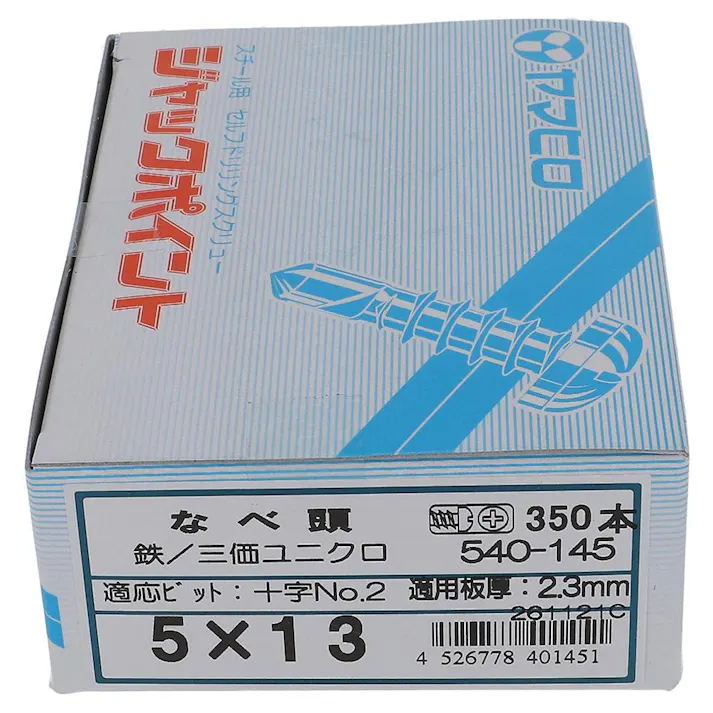 ヤマヒロ
スチール用 セルフドリリングスクリュー
ジャックポイント
なべ頭 350本
鉄／三価ユニクロ 540-145
適応ビット：十字No.2 適用板厚：2.3mm
261121C
5×13
4 526778 401451